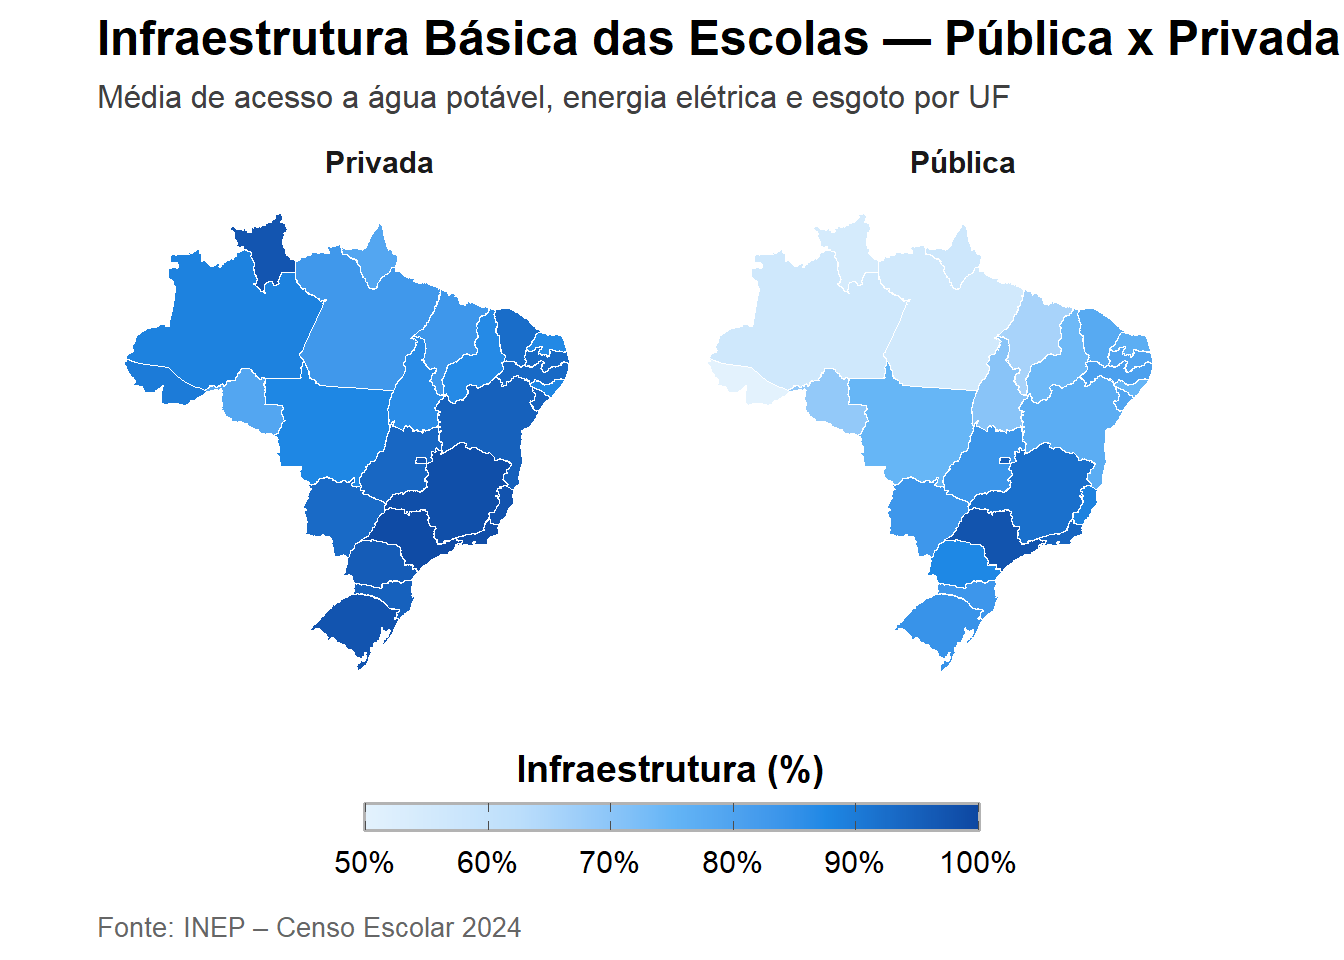 Infraestrutura Básica das Escolas — Pública x Privada
Média de acesso a água potável, energia elétrica e esgoto por UF
Privada
Pública
Infraestrutura (%)
50% 60% 70% 80% 90% 100%
Fonte: INEP – Censo Escolar 2024